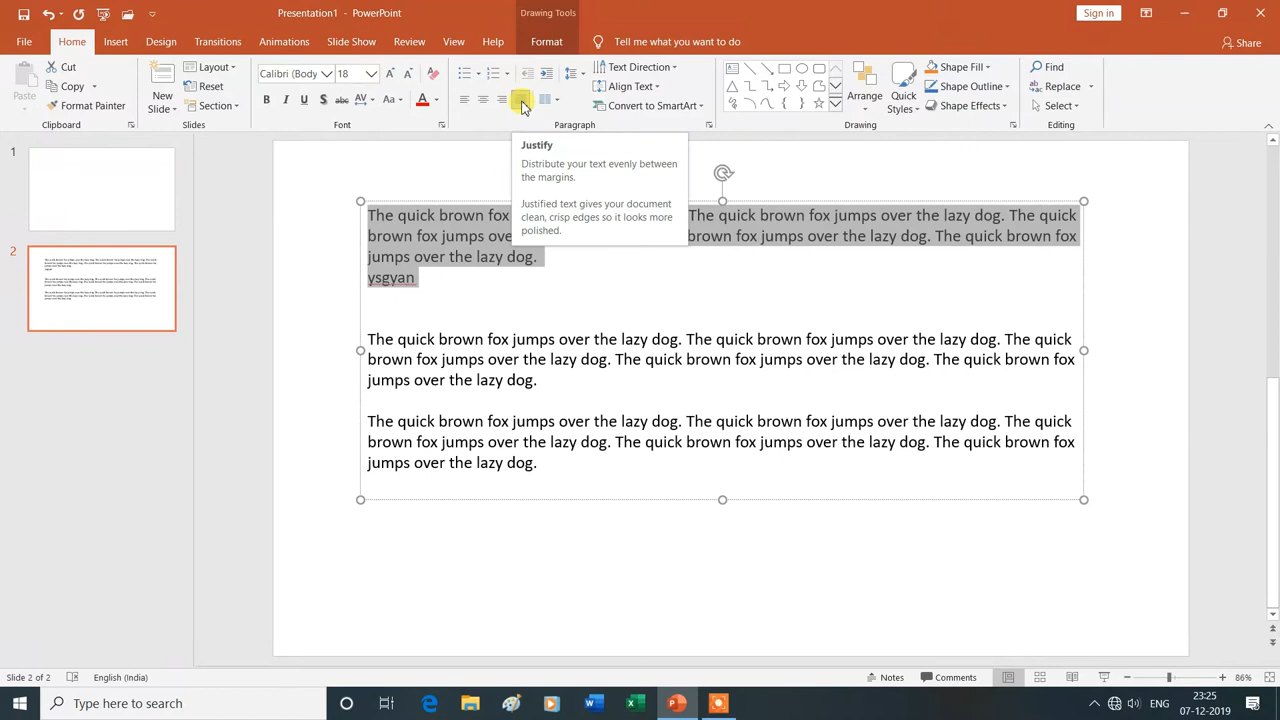 Presentation1 - PowerPoint
Drawing Tools
Sign in
File Home Insert Design Transitions Animations Slide Show Review View Help Format Tell me what you want to do Share
Paste
Cut
Copy
Format Painter
Clipboard
New Slide
Layout
Reset
Section
Slides
Calibri (Body) 18
B I U S abc AV Aa A
Font
Text Direction
Align Text
Convert to SmartArt
Paragraph
Arrange
Quick Styles
Shape Fill
Shape Outline
Shape Effects
Drawing
Find
Replace
Select
Editing
Justify
Distribute your text evenly between
the margins.
Justified text gives your document
clean, crisp edges so it looks more
polished.
1
2
The quick brown fox The quick brown fox jumps over the lazy dog. The quick
brown fox jumps ove brown fox jumps over the lazy dog. The quick brown fox
jumps over the lazy dog.
ysgyan
The quick brown fox jumps over the lazy dog. The quick brown fox jumps over the lazy dog. The quick
brown fox jumps over the lazy dog. The quick brown fox jumps over the lazy dog. The quick brown fox
jumps over the lazy dog.
The quick brown fox jumps over the lazy dog. The quick brown fox jumps over the lazy dog. The quick
brown fox jumps over the lazy dog. The quick brown fox jumps over the lazy dog. The quick brown fox
jumps over the lazy dog.
Slide 2 of 2 English (India) Notes Comments 86%
Type here to search
ENG
23:25
07-12-2019